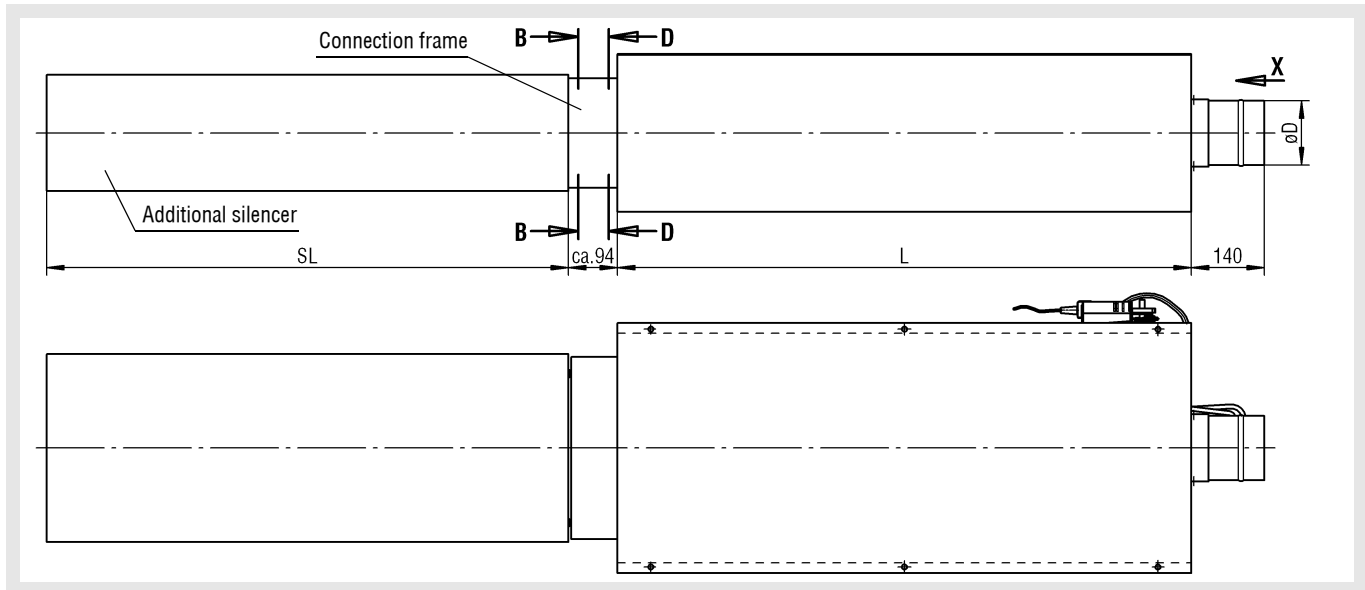 Connection frame
B
D
X
øD
Additional silencer
B
D
SL
ca.94
L
140